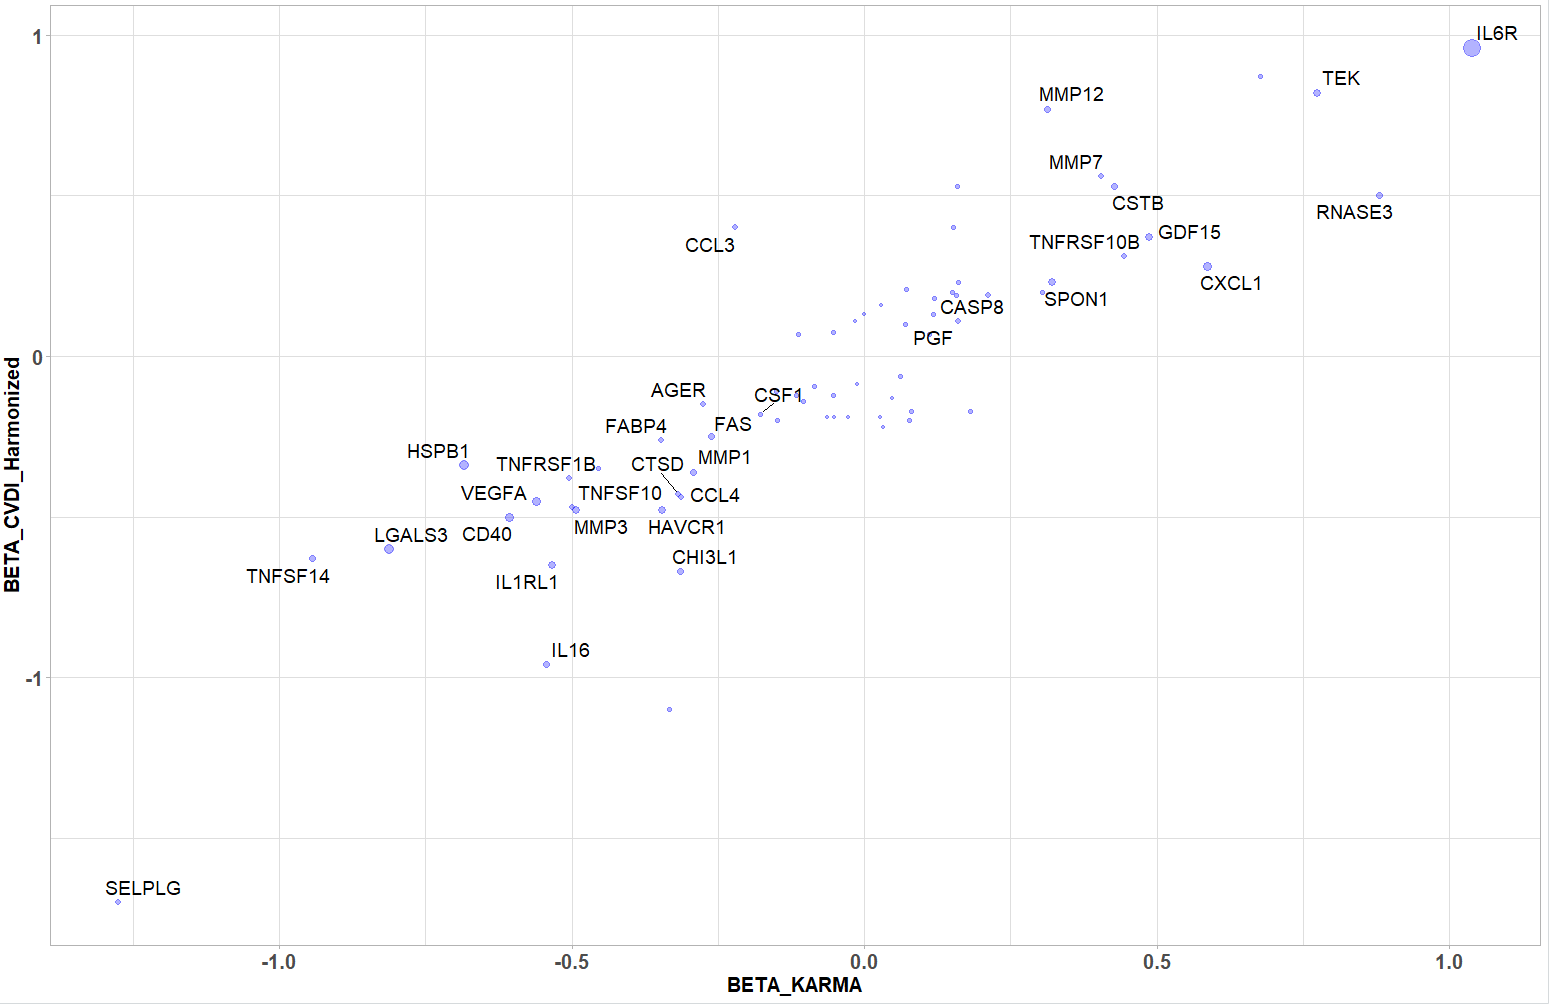 1
IL6R
TEK
MMP12
MMP7
CSTB
RNASE3
GDF15
TNFRSF10B
CCL3
CXCL1
SPON1
CASP8
PGF
0
AGER
CSF1
FABP4
FAS
HSPB1
TNFRSF1B
CTSD
MMP1
VEGFA
TNFSF10
CCL4
MMP3
HAVCR1
CD40
LGALS3
CHI3L1
TNFSF14
IL1RL1
IL16
-1
SELPLG
BETA_CVDI_Harmonized
-1.0
-0.5
0.0
0.5
1.0
BETA_KARMA